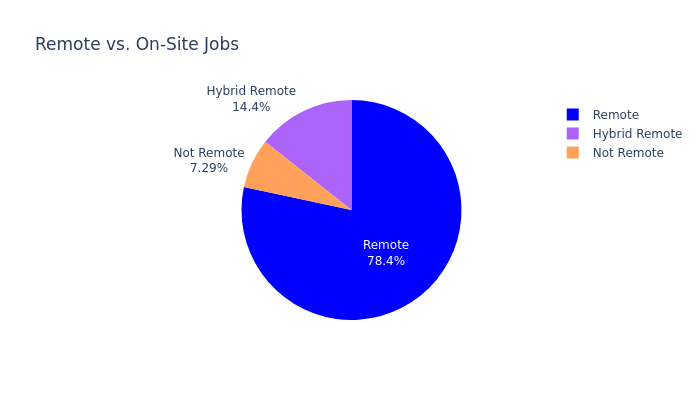 Remote vs. On-Site Jobs
Hybrid Remote
14.4%
Not Remote
7.29%
Remote
78.4%
Remote
Hybrid Remote
Not Remote